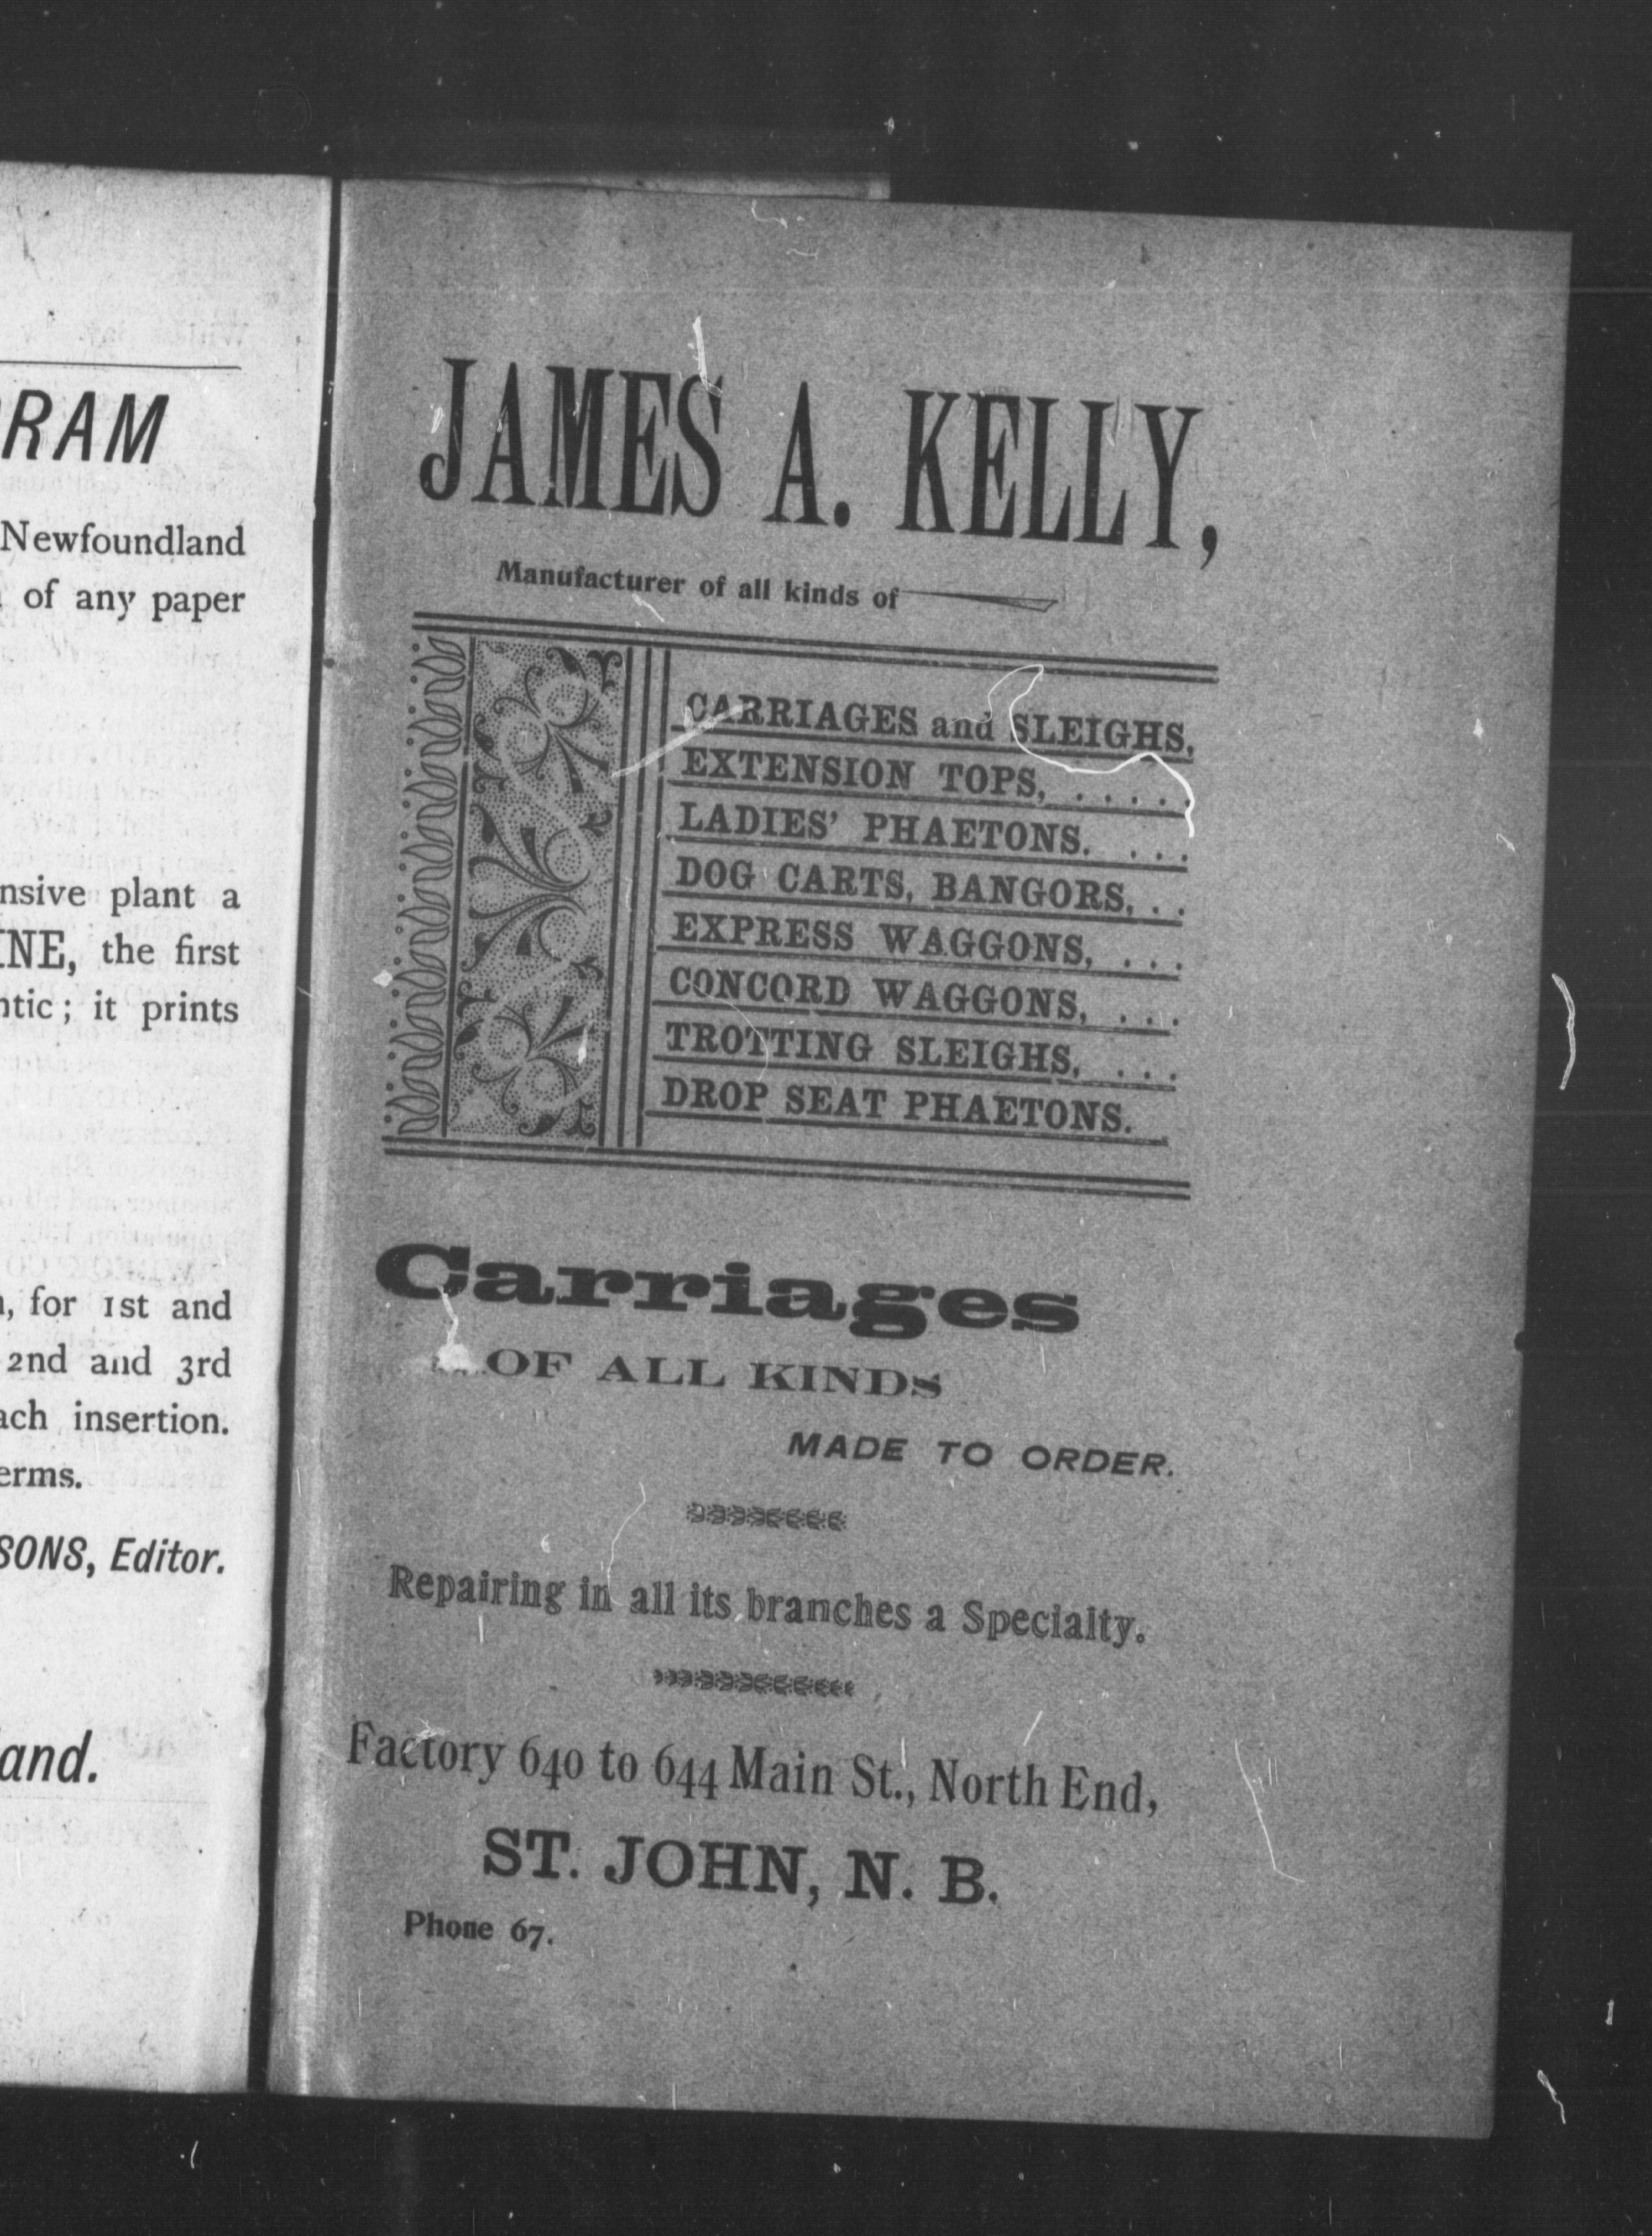 RAM
Newfoundland
of any paper
nsive plant a
INE, the first
ntic; it prints
, for 1st and
2nd and 3rd
ach insertion.
erms.
SONS, Editor.
and.
JAMES A. KELLY,
Manufacturer of all kinds of
CARRIAGES and SLEIGHS,
EXTENSION TOPS, . . . . .
LADIES' PHAETONS. . . .
DOG CARTS, BANGORS, . .
EXPRESS WAGGONS, . . .
CONCORD WAGGONS, . . .
TROTTING SLEIGHS, . . .
DROP SEAT PHAETONS.
Carriages
OF ALL KINDS
MADE TO ORDER.
Repairing in all its branches a Specialty.
Factory 640 to 644 Main St., North End,
ST. JOHN, N. B.
Phone 67.